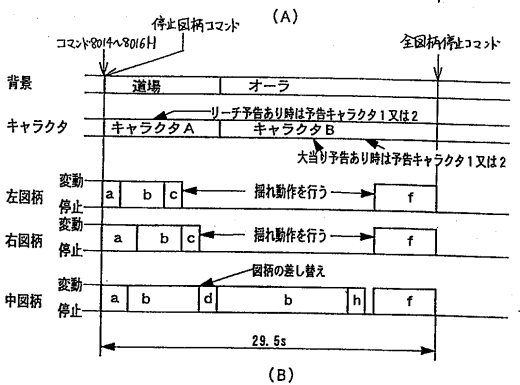 (A)
停止図柄コマンド
コマンド8014~8016H
全図柄停止コマンド
背景 道場 オーラ
リーチ予告あり時は予告キャラクタ1又は2
キャラクタ キャラクタA キャラクタB
大当り予告あり時は予告キャラクタ1又は2
左図柄 変動 停止 a b c 揺れ動作を行う f
右図柄 変動 停止 a b c 揺れ動作を行う f
図柄の差し替え
中図柄 変動 停止 a b d b h f
29.5s
(B)